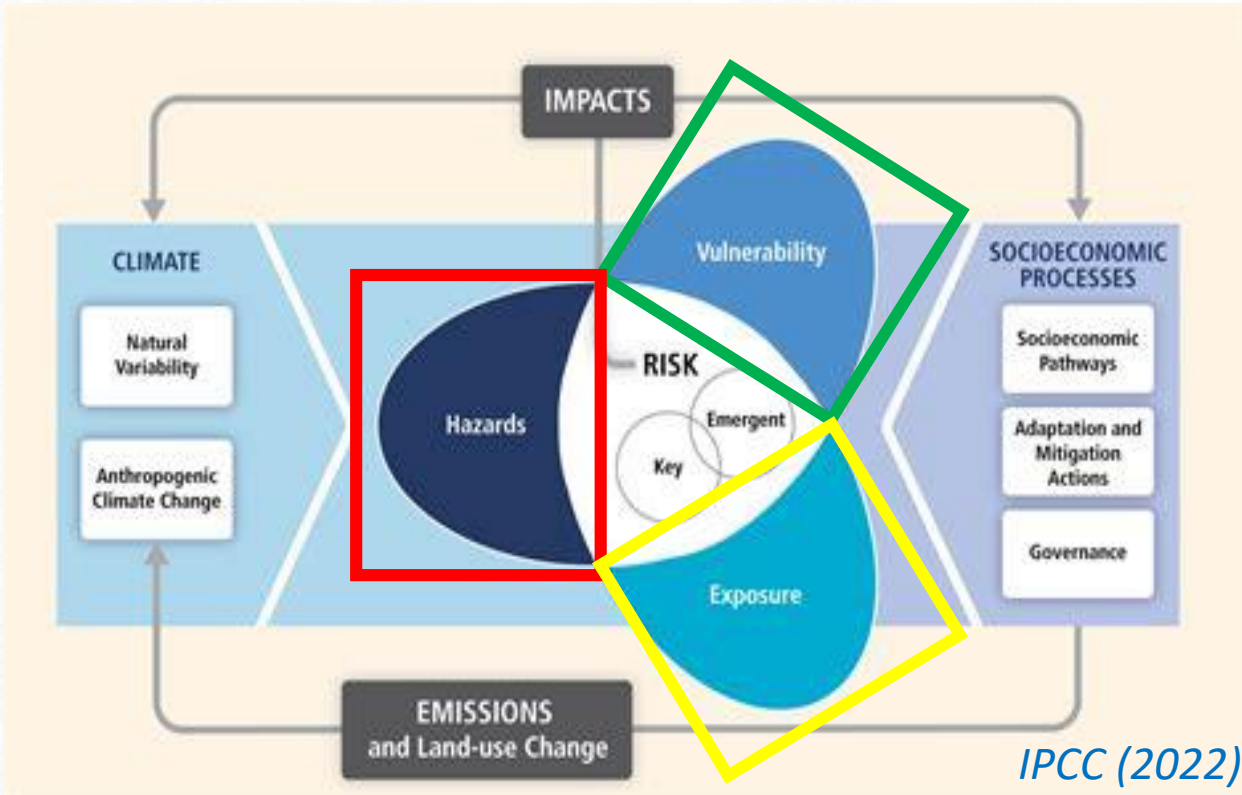 IMPACTS
CLIMATE
Natural
Variability
Anthropogenic
Climate Change
Hazards
Vulnerability
RISK
Emergent
Key
Exposure
SOCIOECONOMIC
PROCESSES
Socioeconomic
Pathways
Adaptation and
Mitigation
Actions
Governance
EMISSIONS
and Land-use Change
IPCC (2022)